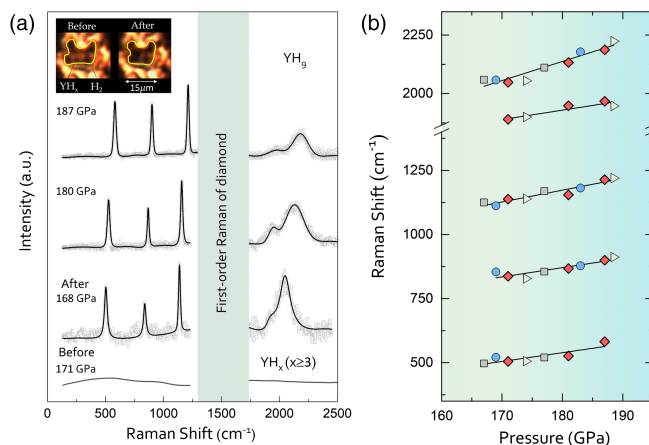 (a)
Before
After
YHₓ
H₂
15μm
YH₉
187 GPa
180 GPa
After
168 GPa
Before
171 GPa
First-order Raman of diamond
YHₓ (x≥3)
Intensity (a.u.)
0 500 1000 1500 2000 2500
Raman Shift (cm⁻¹)
(b)
2250
2000
1250
1000
750
500
Raman Shift (cm⁻¹)
160 170 180 190
Pressure (GPa)